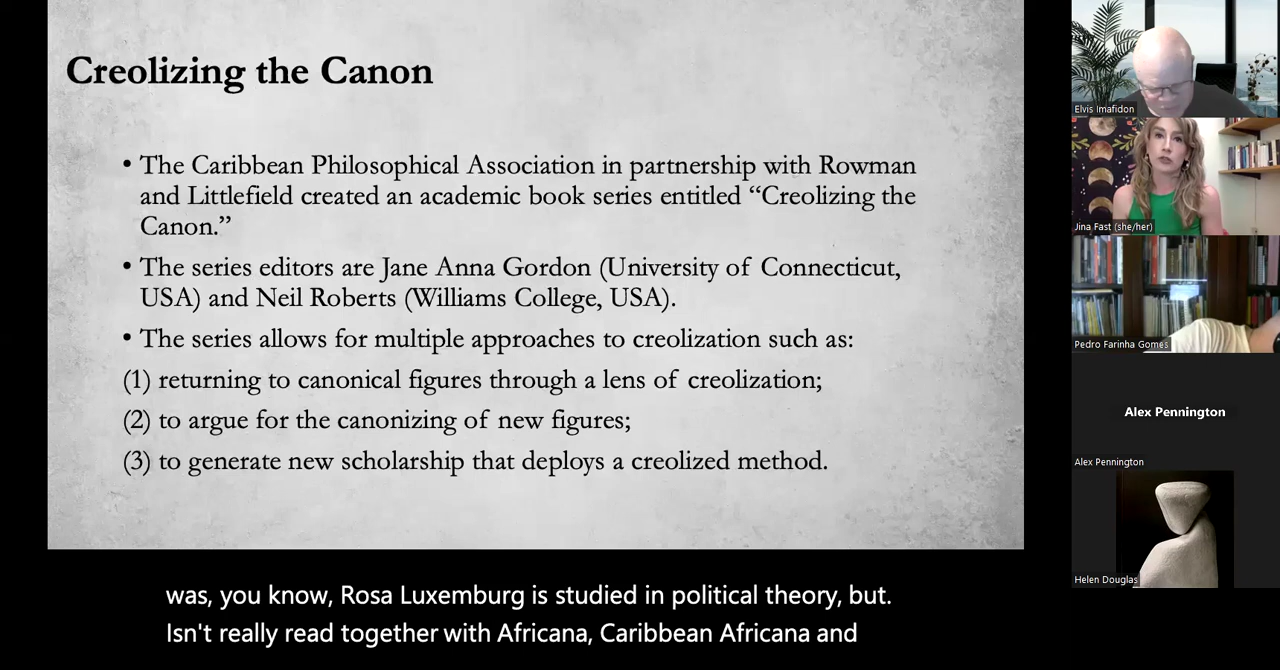 Creolizing the Canon
• The Caribbean Philosophical Association in partnership with Rowman
and Littlefield created an academic book series entitled “Creolizing the
Canon.”
• The series editors are Jane Anna Gordon (University of Connecticut,
USA) and Neil Roberts (Williams College, USA).
• The series allows for multiple approaches to creolization such as:
(1) returning to canonical figures through a lens of creolization;
(2) to argue for the canonizing of new figures;
(3) to generate new scholarship that deploys a creolized method.
was, you know, Rosa Luxemburg is studied in political theory, but.
Isn't really read together with Africana, Caribbean Africana and
Elvis Imafidon
Jina Fast (she/her)
Pedro Farinha Gomes
Alex Pennington
Alex Pennington
Helen Douglas